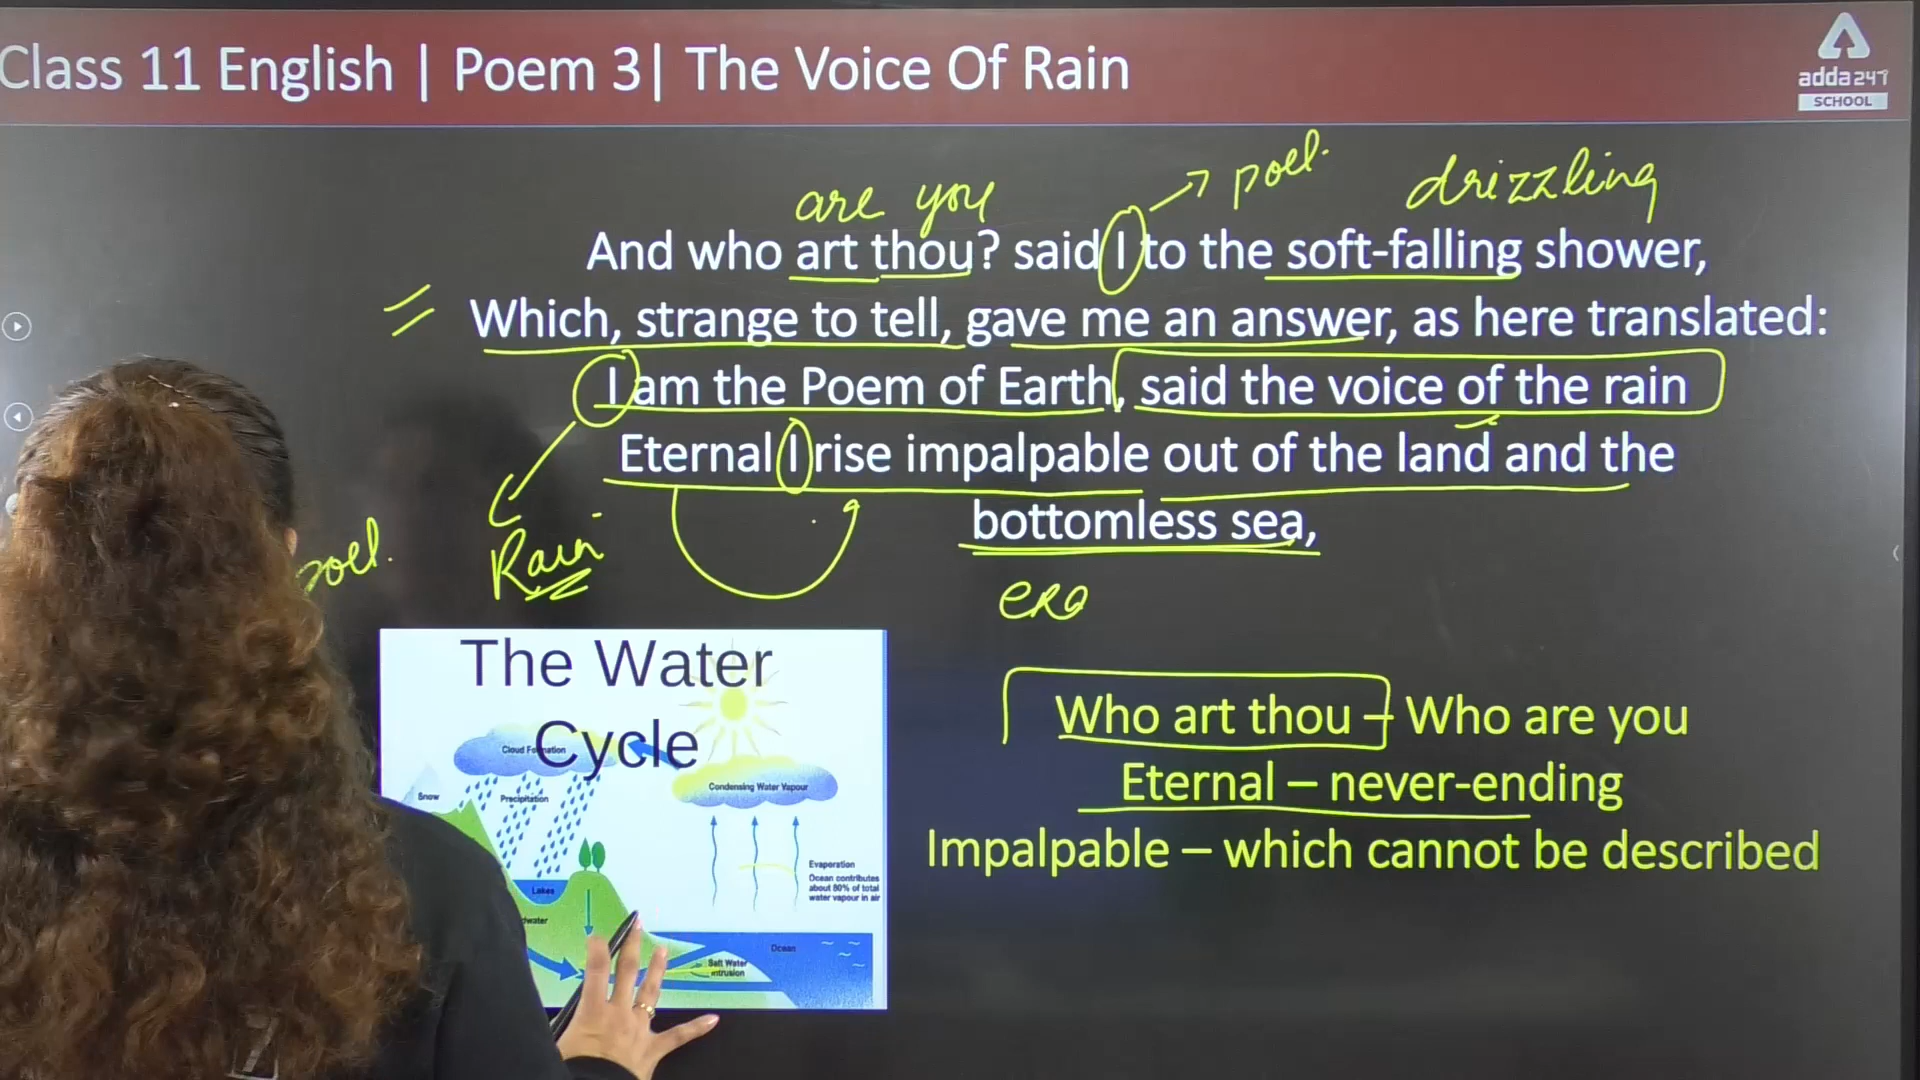 Class 11 English | Poem 3| The Voice Of Rain
adda247
SCHOOL
are you
poet.
drizzling
And who art thou? said I to the soft-falling shower,
Which, strange to tell, gave me an answer, as here translated:
I am the Poem of Earth, said the voice of the rain
Eternal I rise impalpable out of the land and the
bottomless sea,
poet.
Rain
The Water
Cycle
Cloud Formation
Condensing Water Vapour
Snow
Precipitation
Evaporation
Ocean contributes
about 80% of total
water vapour in air
Lakes
Ocean
Salt Water
Intrusion
Who art thou – Who are you
Eternal – never-ending
Impalpable – which cannot be described